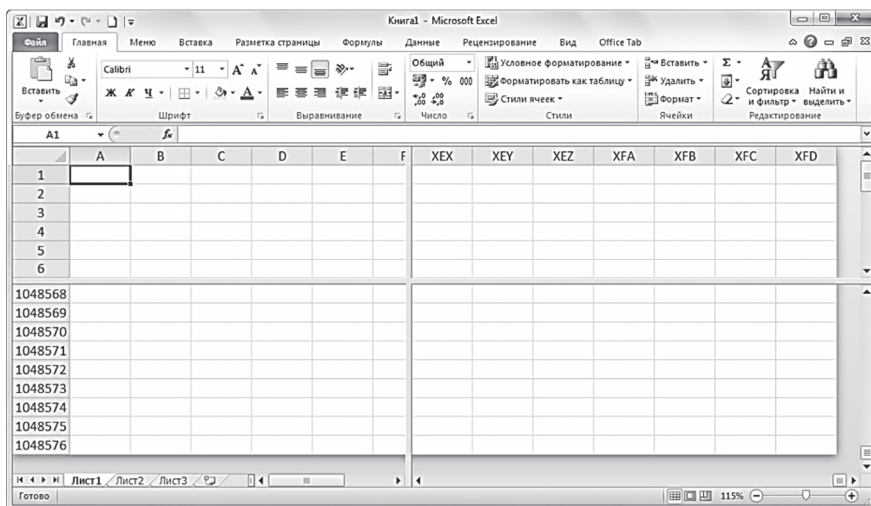 Книга1 - Microsoft Excel
Файл Главная Меню Вставка Разметка страницы Формулы Данные Рецензирование Вид Office Tab
Вставить
Calibri 11
Ж К Ч
Общий
% 000
Условное форматирование
Форматировать как таблицу
Стили ячеек
Вставить
Удалить
Формат
Σ
Сортировка и фильтр
Найти и выделить
Буфер обмена Шрифт Выравнивание Число Стили Ячейки Редактирование
A1 fx
A B C D E F XEX XEY XEZ XFA XFB XFC XFD
1
2
3
4
5
6
1048568
1048569
1048570
1048571
1048572
1048573
1048574
1048575
1048576
Лист1 Лист2 Лист3
Готово 115%